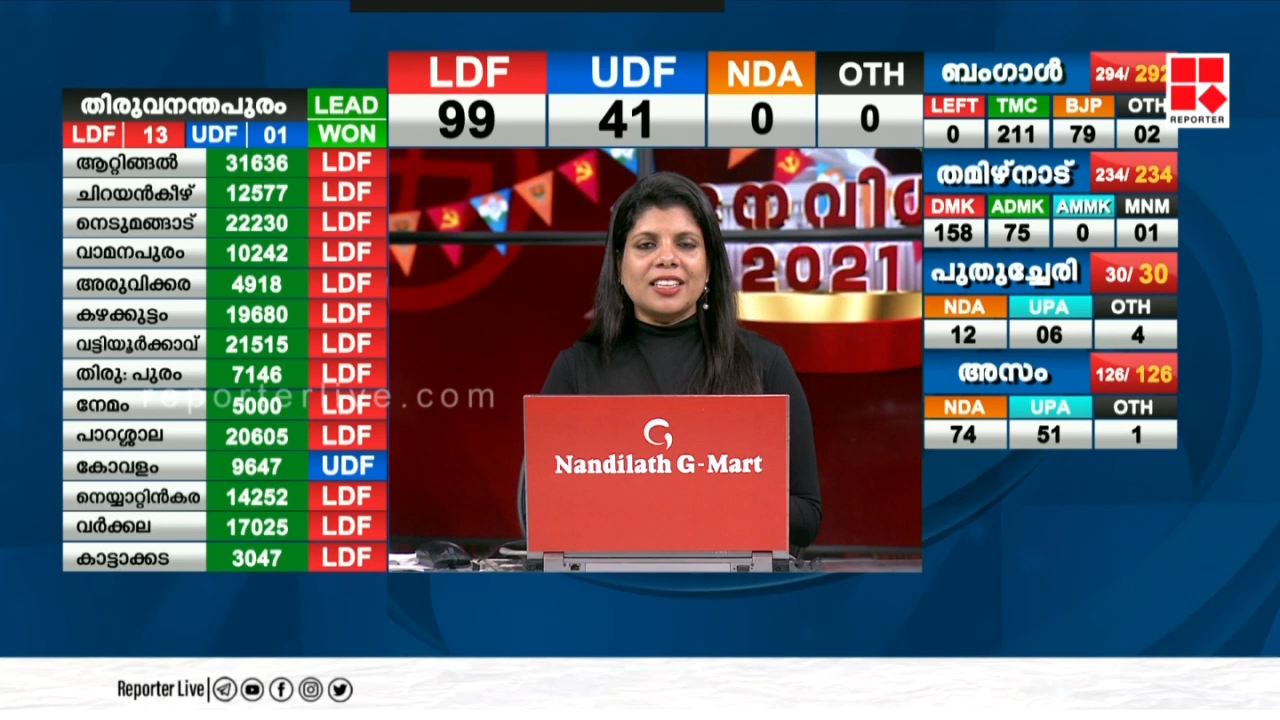 തിരുവനന്തപുരം LEAD
LDF 13 UDF 01 WON
ആറ്റിങ്ങൽ 31636 LDF
ചിറയൻകീഴ് 12577 LDF
നെടുമങ്ങാട് 22230 LDF
വാമനപുരം 10242 LDF
അരുവിക്കര 4918 LDF
കഴക്കൂട്ടം 19680 LDF
വട്ടിയൂർക്കാവ് 21515 LDF
തിരു: പുരം 7146 LDF
നേമം 5000 LDF
പാറശ്ശാല 20605 LDF
കോവളം 9647 UDF
നെയ്യാറ്റിൻകര 14252 LDF
വർക്കല 17025 LDF
കാട്ടാക്കട 3047 LDF
reporterlive.com
LDF UDF NDA OTH
99 41 0 0
നവി
2021
Nandilath G-Mart
ബംഗാൾ 294/ 292
LEFT TMC BJP OTH
0 211 79 02
തമിഴ്നാട് 234/ 234
DMK ADMK AMMK MNM
158 75 0 01
പുതുച്ചേരി 30/ 30
NDA UPA OTH
12 06 4
അസം 126/ 126
NDA UPA OTH
74 51 1
REPORTER
Reporter Live